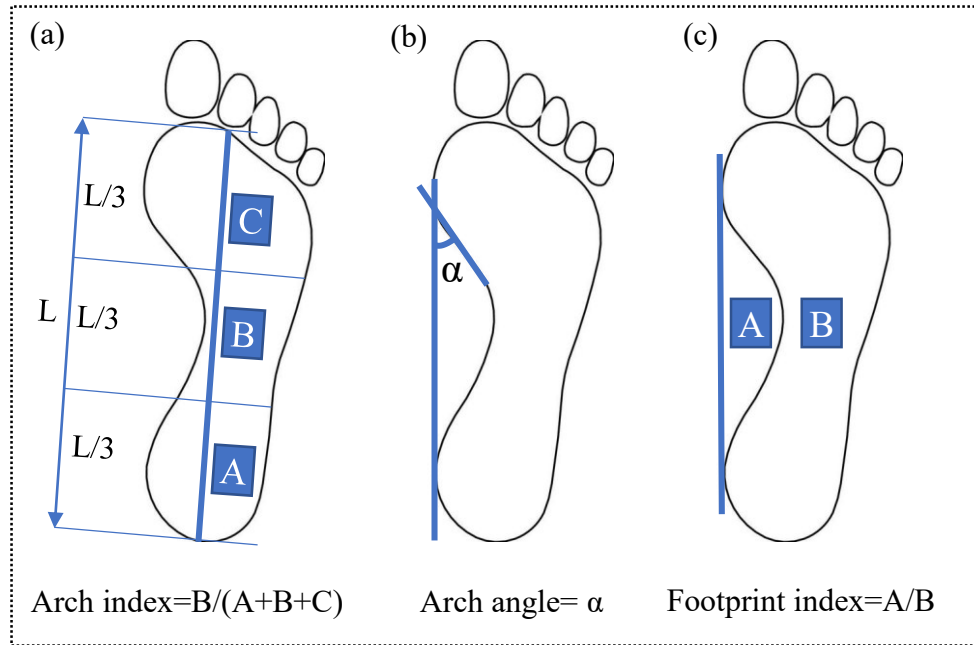 (a)
(b)
(c)
L/3
C
α
L
L/3
B
A
B
L/3
A
Arch index=B/(A+B+C)
Arch angle= α
Footprint index=A/B